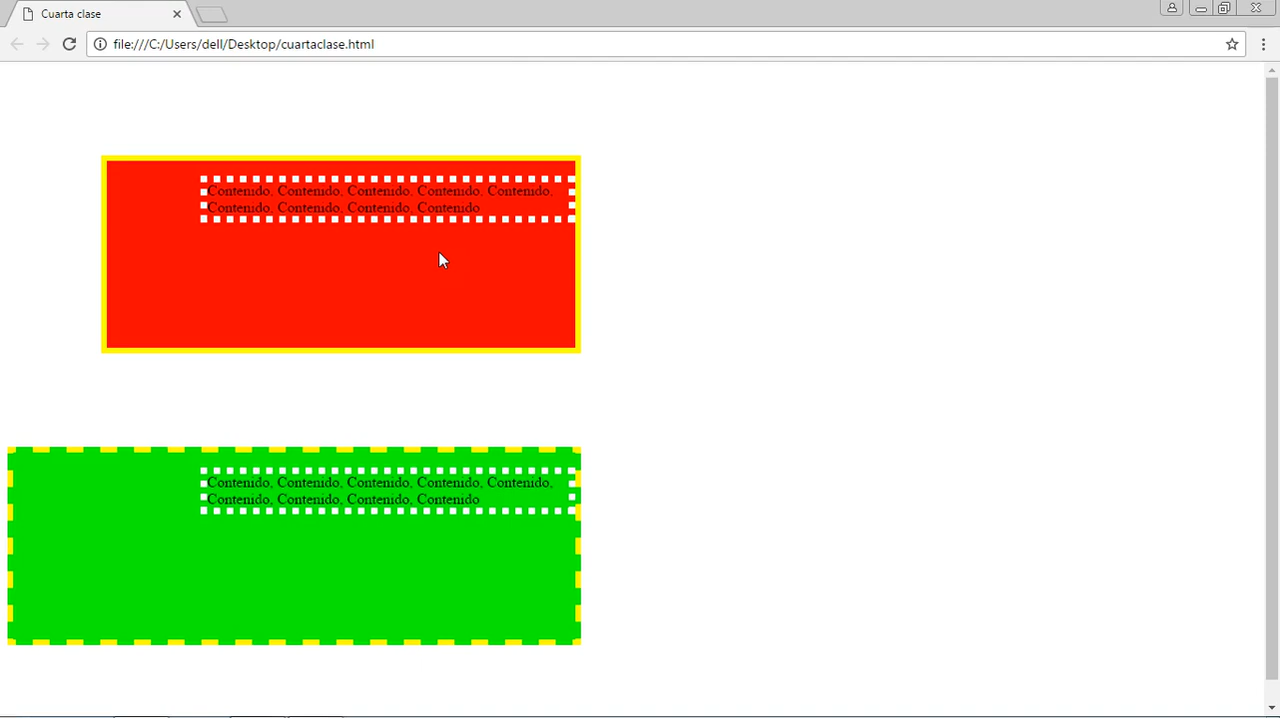 Cuarta clase
file:///C:/Users/dell/Desktop/cuartaclase.html
Contenido, Contenido, Contenido, Contenido, Contenido,
Contenido, Contenido, Contenido, Contenido
Contenido, Contenido, Contenido, Contenido, Contenido,
Contenido, Contenido, Contenido, Contenido